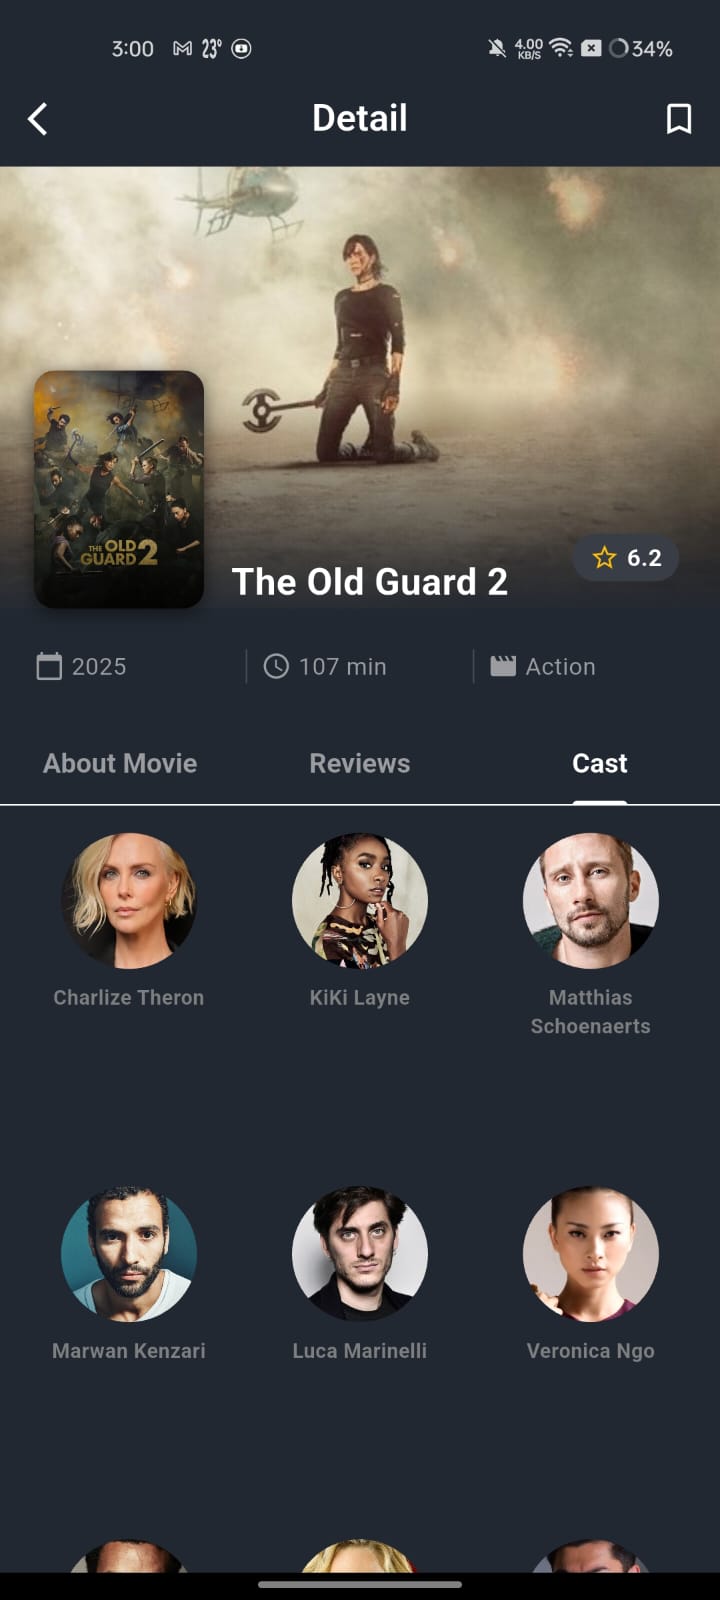 3:00 23° 4.00 KB/S 34%
Detail
THE OLD
GUARD 2
The Old Guard 2
6.2
2025
107 min
Action
About Movie
Reviews
Cast
Charlize Theron
KiKi Layne
Matthias
Schoenaerts
Marwan Kenzari
Luca Marinelli
Veronica Ngo